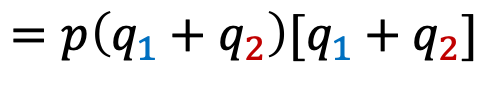 = p(q₁ + q₂)[q₁ + q₂]